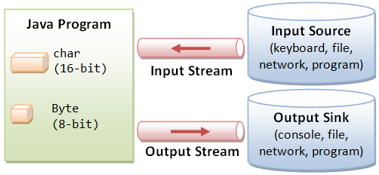 Java Program
char
(16-bit)
Byte
(8-bit)
Input Stream
Output Stream
Input Source
(keyboard, file,
network, program)
Output Sink
(console, file,
network, program)